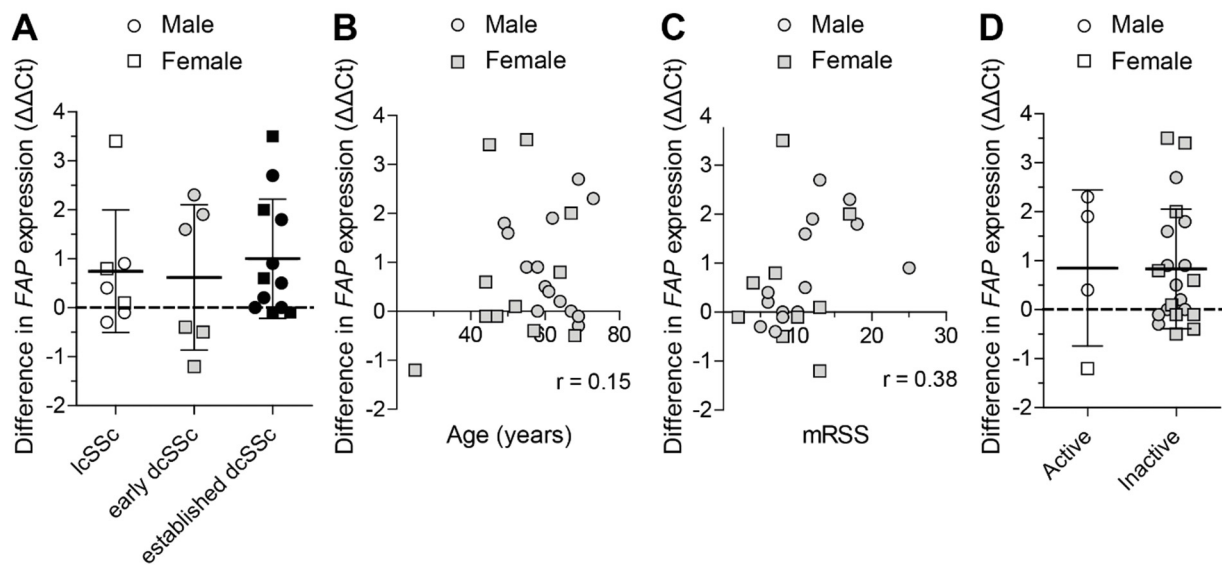 A
Male
Female
Difference in FAP expression (ΔΔCt)
4
3
2
1
0
-1
-2
lcSSc
early dcSSc
established dcSSc
B
Male
Female
Difference in FAP expression (ΔΔCt)
4
3
2
1
0
-1
-2
40
60
80
r = 0.15
Age (years)
C
Male
Female
Difference in FAP expression (ΔΔCt)
4
3
2
1
0
-1
-2
10
20
30
r = 0.38
mRSS
D
Male
Female
Difference in FAP expression (ΔΔCt)
4
3
2
1
0
-1
-2
Active
Inactive